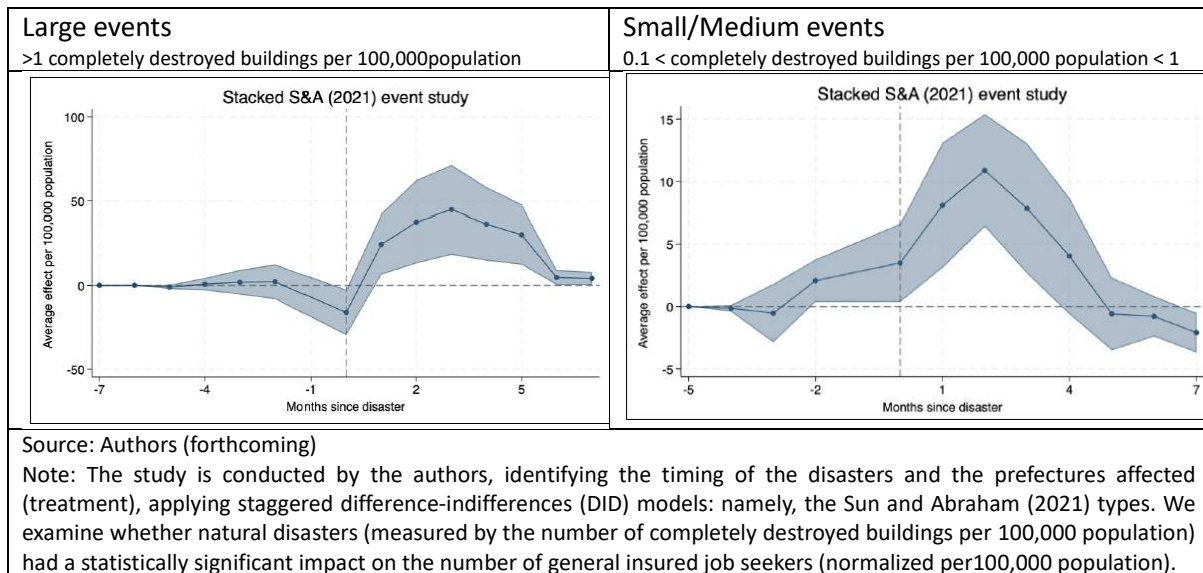 Large events
>1 completely destroyed buildings per 100,000population
Stacked S&A (2021) event study
Average effect per 100,000 population
100
50
0
-50
-7
-4
-1
2
5
Months since disaster
Small/Medium events
0.1 < completely destroyed buildings per 100,000 population < 1
Stacked S&A (2021) event study
Average effect per 100,000 population
15
10
5
0
-5
-5
-2
1
4
7
Months since disaster
Source: Authors (forthcoming)
Note: The study is conducted by the authors, identifying the timing of the disasters and the prefectures affected
(treatment), applying staggered difference-indifferences (DID) models: namely, the Sun and Abraham (2021) types. We
examine whether natural disasters (measured by the number of completely destroyed buildings per 100,000 population)
had a statistically significant impact on the number of general insured job seekers (normalized per100,000 population).